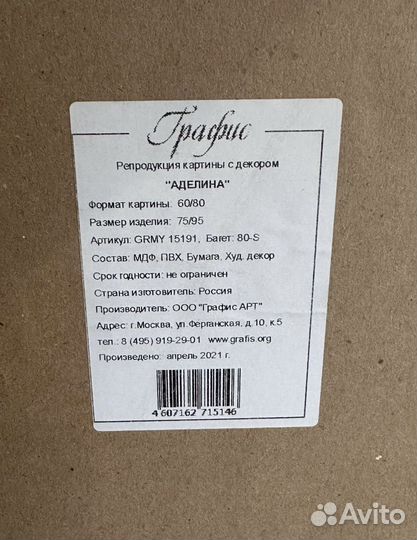 Графис
Репродукция картины с декором
"АДЕЛИНА"
Формат картины: 60/80
Размер изделия: 75/95
Артикул: GRMY 15191, Багет: 80-S
Состав: МДФ, ПВХ, Бумага, Худ. декор
Срок годности: не ограничен
Страна изготовитель: Россия
Производитель: ООО "Графис АРТ"
Адрес: г.Москва, ул.Ферганская, д.10, к.5
тел.: 8 (495) 919-29-01 www.grafis.org
Произведено: апрель 2021 г.
4 607162 715146
Avito